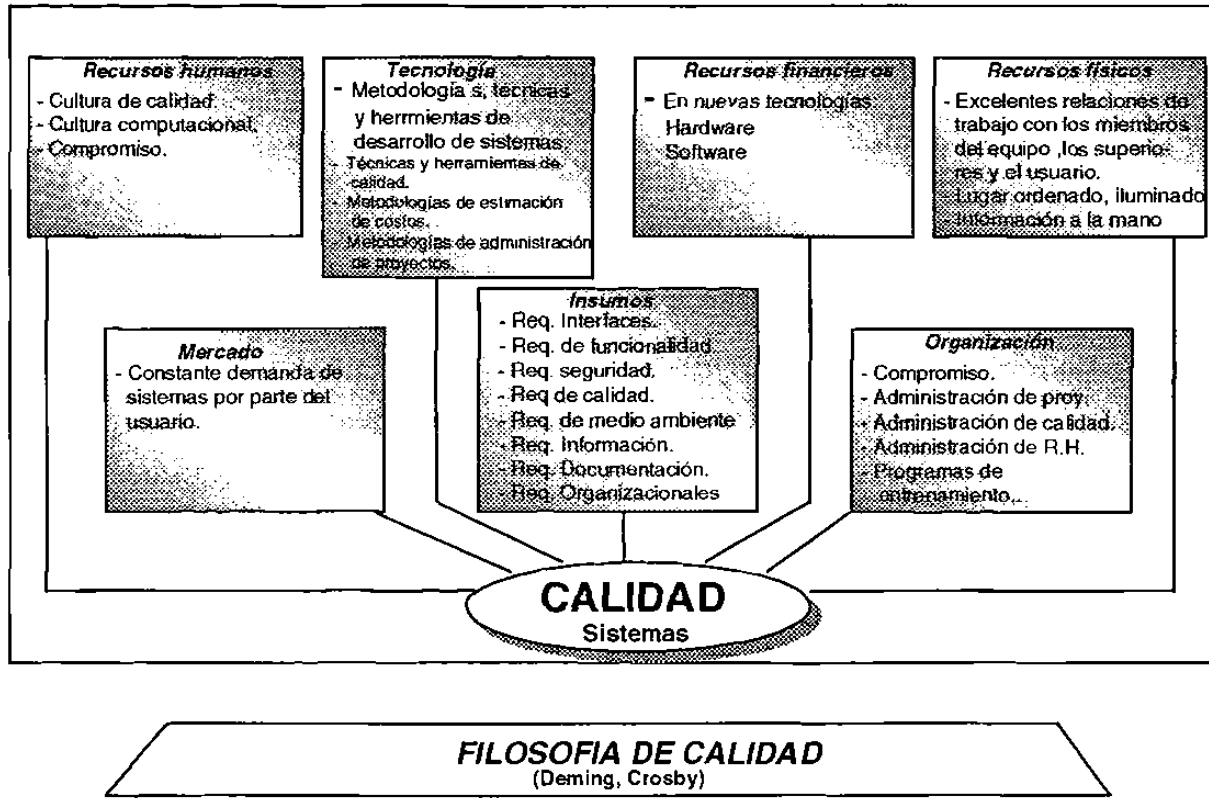 Recursos humanos
- Cultura de calidad.
- Cultura computacional.
- Compromiso.
Tecnología
- Metodología s, técnicas
y herrmientas de
desarrollo de sistemas
- Técnicas y herramientas de
calidad.
- Metodologías de estimación
de costos.
- Metodologías de administración
de proyectos.
Recursos financieros
- En nuevas tecnologías
Hardware
Software
Recursos físicos
- Excelentes relaciones de
trabajo con los miembros
del equipo ,los superio-
res y el usuario.
- Lugar ordenado, iluminado
- Información a la mano
Mercado
- Constante demanda de
sistemas por parte del
usuario.
Insumos
- Req. Interfaces.
- Req. de funcionalidad
- Req. seguridad.
- Req de calidad.
- Req. de medio ambiente
- Req. Información.
- Req. Documentación.
- Req. Organizacionales
Organización
- Compromiso.
- Administración de proy.
- Administración de calidad.
- Administración de R.H.
- Programas de
entrenamiento.
CALIDAD
Sistemas
FILOSOFIA DE CALIDAD
(Deming, Crosby)